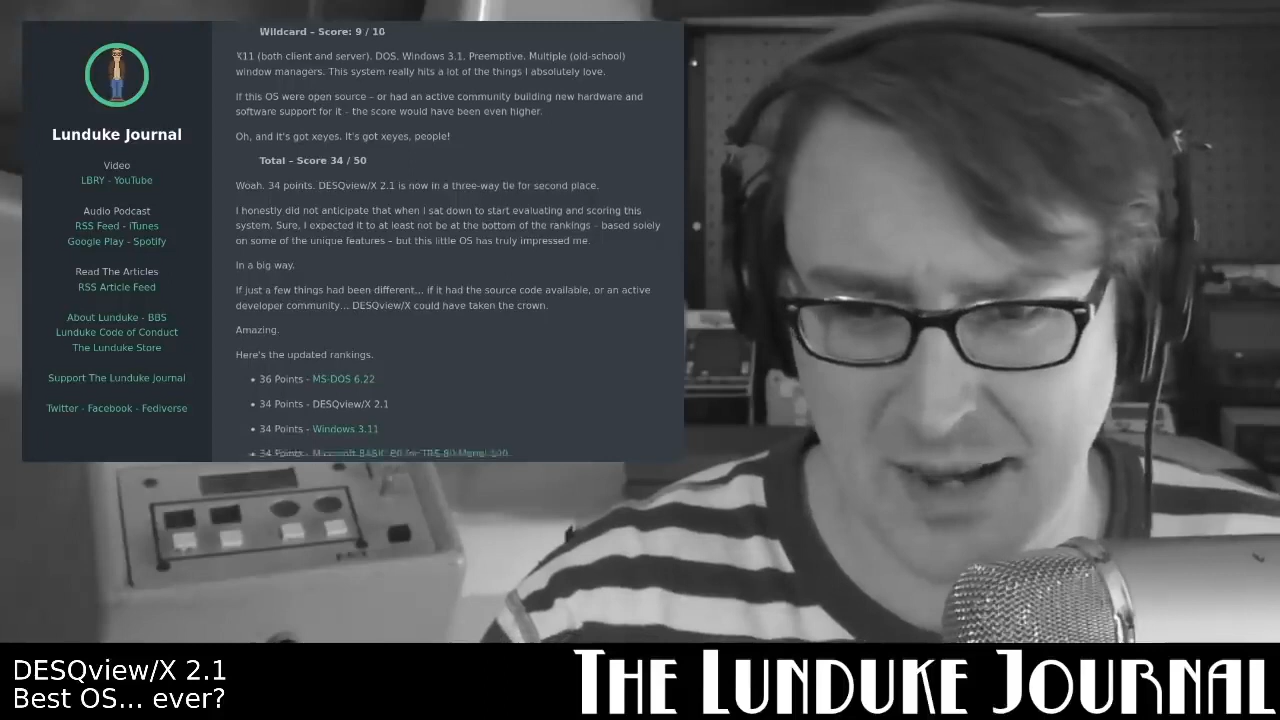 Wildcard – Score: 9 / 10
X11 (both client and server). DOS. Windows 3.1. Preemptive. Multiple (old-school)
window managers. This system really hits a lot of the things I absolutely love.
If this OS were open source – or had an active community building new hardware and
software support for it – the score would have been even higher.
Oh, and it's got xeyes. It's got xeyes, people!
Total – Score 34 / 50
Woah. 34 points. DESQview/X 2.1 is now in a three-way tie for second place.
I honestly did not anticipate that when I sat down to start evaluating and scoring this
system. Sure, I expected it to at least not be at the bottom of the rankings – based solely
on some of the unique features – but this little OS has truly impressed me.
In a big way.
If just a few things had been different... if it had the source code available, or an active
developer community... DESQview/X could have taken the crown.
Amazing.
Here's the updated rankings.
• 36 Points - MS-DOS 6.22
• 34 Points - DESQview/X 2.1
• 34 Points - Windows 3.11
• 34 Points - Microsoft BASIC
Lunduke Journal
Video
LBRY - YouTube
Audio Podcast
RSS Feed - iTunes
Google Play - Spotify
Read The Articles
RSS Article Feed
About Lunduke - BBS
Lunduke Code of Conduct
The Lunduke Store
Support The Lunduke Journal
Twitter - Facebook - Fediverse
DESQview/X 2.1
Best OS... ever?
THE LUNDUKE JOURNAL